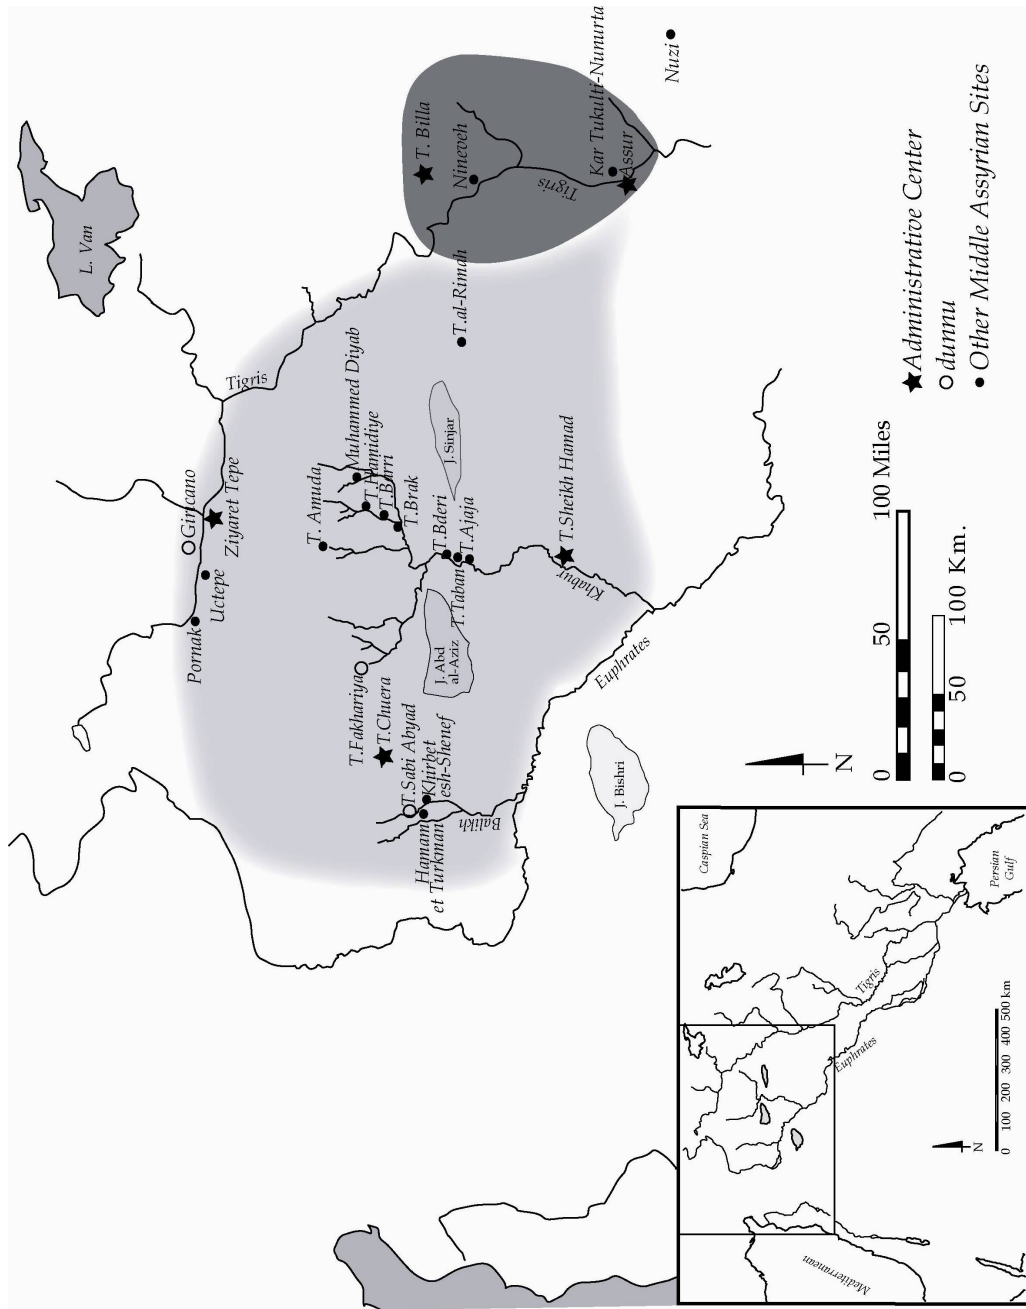 L. Van
Tigris
Giricano
Ziyaret Tepe
Uctepe
Pornak
T. Amuda
Muhammed Diyab
T.Hamidiye
T.Barri
T.Brak
T.Bderi
T.Ajaja
T.Taban
J. Sinjar
T.al-Rimah
T. Billa
Nineveh
Tigris
Kar Tukulti-Nunurta
Assur
Nuzi
T.Fakhariya
T.Chuera
J. Abd
al-Aziz
T.Sabi Abyad
Khirbet
esh-Shenef
Hamam
et Turkman
Balikh
T.Sheikh Hamad
Khabur
Euphrates
J. Bishri
N
0 50 100 Miles
0 50 100 Km.
Administrative Center
dunnu
Other Middle Assyrian Sites
Caspian Sea
Tigris
Euphrates
Persian
Gulf
Mediterranean
N
0 100 200 300 400 500 km